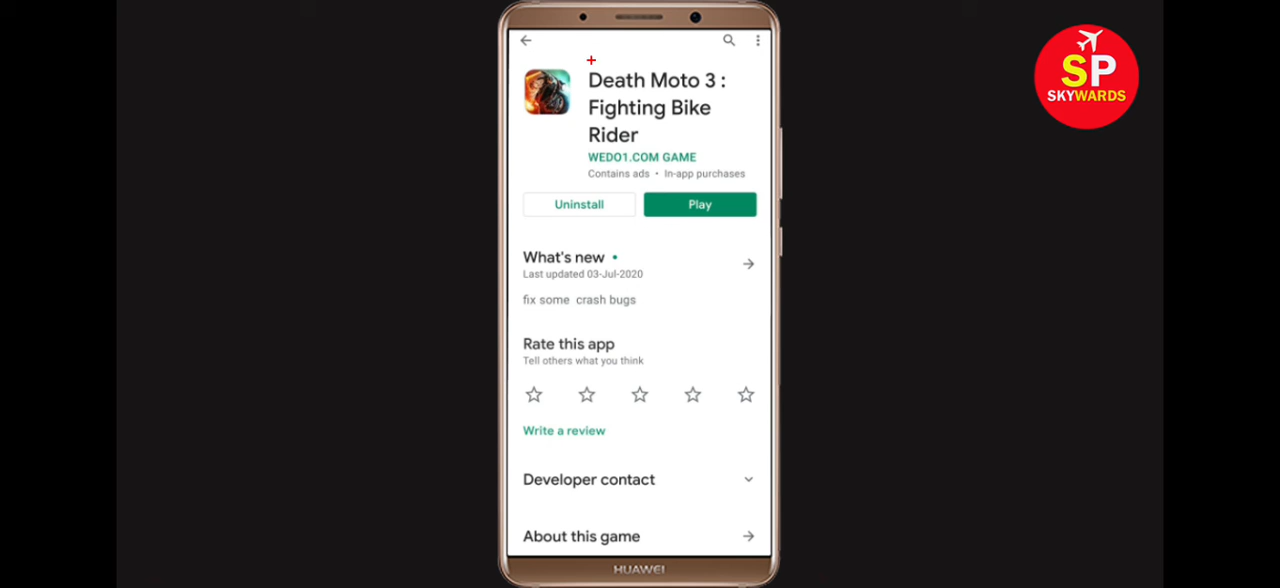 Death Moto 3 :
Fighting Bike
Rider
WEDO1.COM GAME
Contains ads • In-app purchases
Uninstall
Play
What's new •
Last updated 03-Jul-2020
fix some crash bugs
Rate this app
Tell others what you think
Write a review
Developer contact
About this game
HUAWEI
SP
SKYWARDS